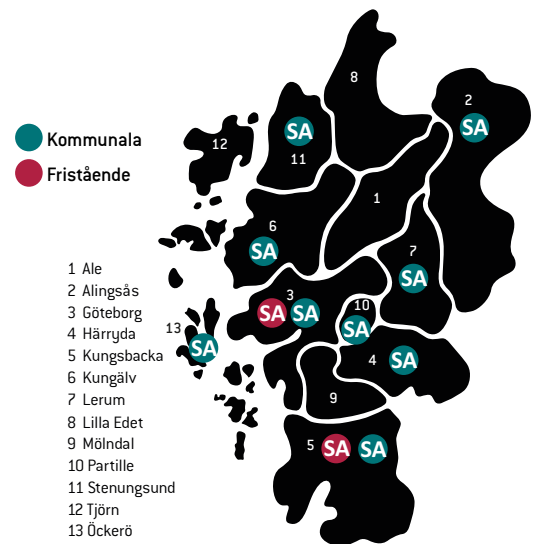 8
2
SA
SA
12
11
Kommunala
Fristående
1
6
SA
7
SA
1 Ale
2 Alingsås
3 Göteborg
4 Härryda
5 Kungsbacka
6 Kungälv
7 Lerum
8 Lilla Edet
9 Mölndal
10 Partille
11 Stenungsund
12 Tjörn
13 Öckerö
3
SA
SA
10
SA
13
SA
4
SA
9
5
SA
SA